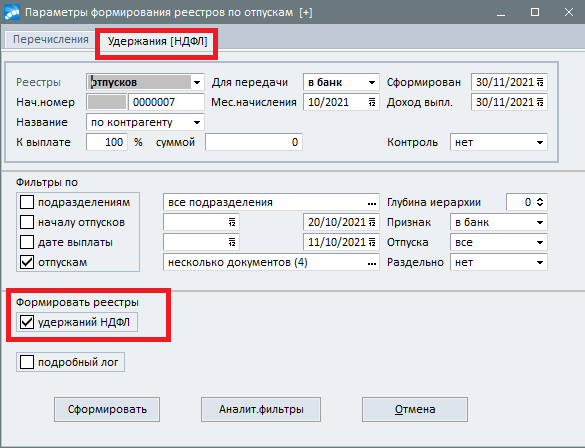 Параметры формирования реестров по отпускам [+]
Перечисления Удержания [НДФЛ]
Реестры отпусков Для передачи в банк Сформирован 30/11/2021
Нач.номер 0000007 Мес.начисления 10/2021 Доход выпл. 30/11/2021
Название по контрагенту
К выплате 100 % суммой 0 Контроль нет
Фильтры по
подразделениям все подразделения ... Глубина иерархии 0
началу отпусков 20/10/2021 Признак в банк
дате выплаты 11/10/2021 Отпуска все
отпускам несколько документов (4) ... Раздельно нет
Формировать реестры
удержаний НДФЛ
подробный лог
Сформировать Аналит.фильтры Отмена